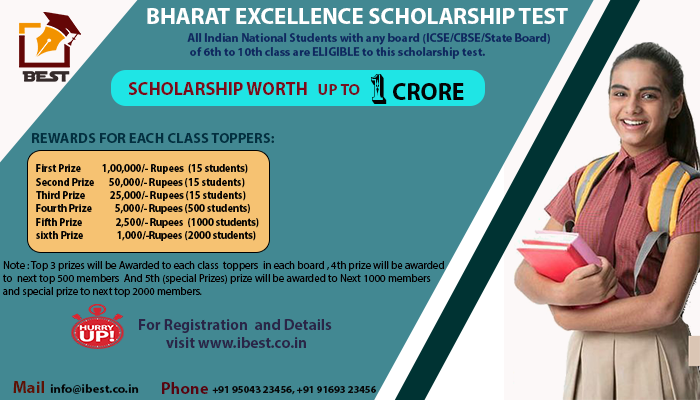 BHARAT EXCELLENCE SCHOLARSHIP TEST
All Indian National Students with any board (ICSE/CBSE/State Board)
of 6th to 10th class are ELIGIBLE to this scholarship test.
BEST
SCHOLARSHIP WORTH UP TO 1 CRORE
REWARDS FOR EACH CLASS TOPPERS:
First Prize 1,00,000/- Rupees (15 students)
Second Prize 50,000/- Rupees (15 students)
Third Prize 25,000/- Rupees (15 students)
Fourth Prize 5,000/- Rupees (500 students)
Fifth Prize 2,500/- Rupees (1000 students)
sixth Prize 1,000/-Rupees (2000 students)
Note : Top 3 prizes will be Awarded to each class toppers in each board , 4th prize will be awarded
to next top 500 members And 5th (special Prizes) prize will be awarded to Next 1000 members
and special prize to next top 2000 members.
HURRY
UP!
For Registration and Details
visit www.ibest.co.in
Mail info@ibest.co.in Phone +91 95043 23456, +91 91693 23456